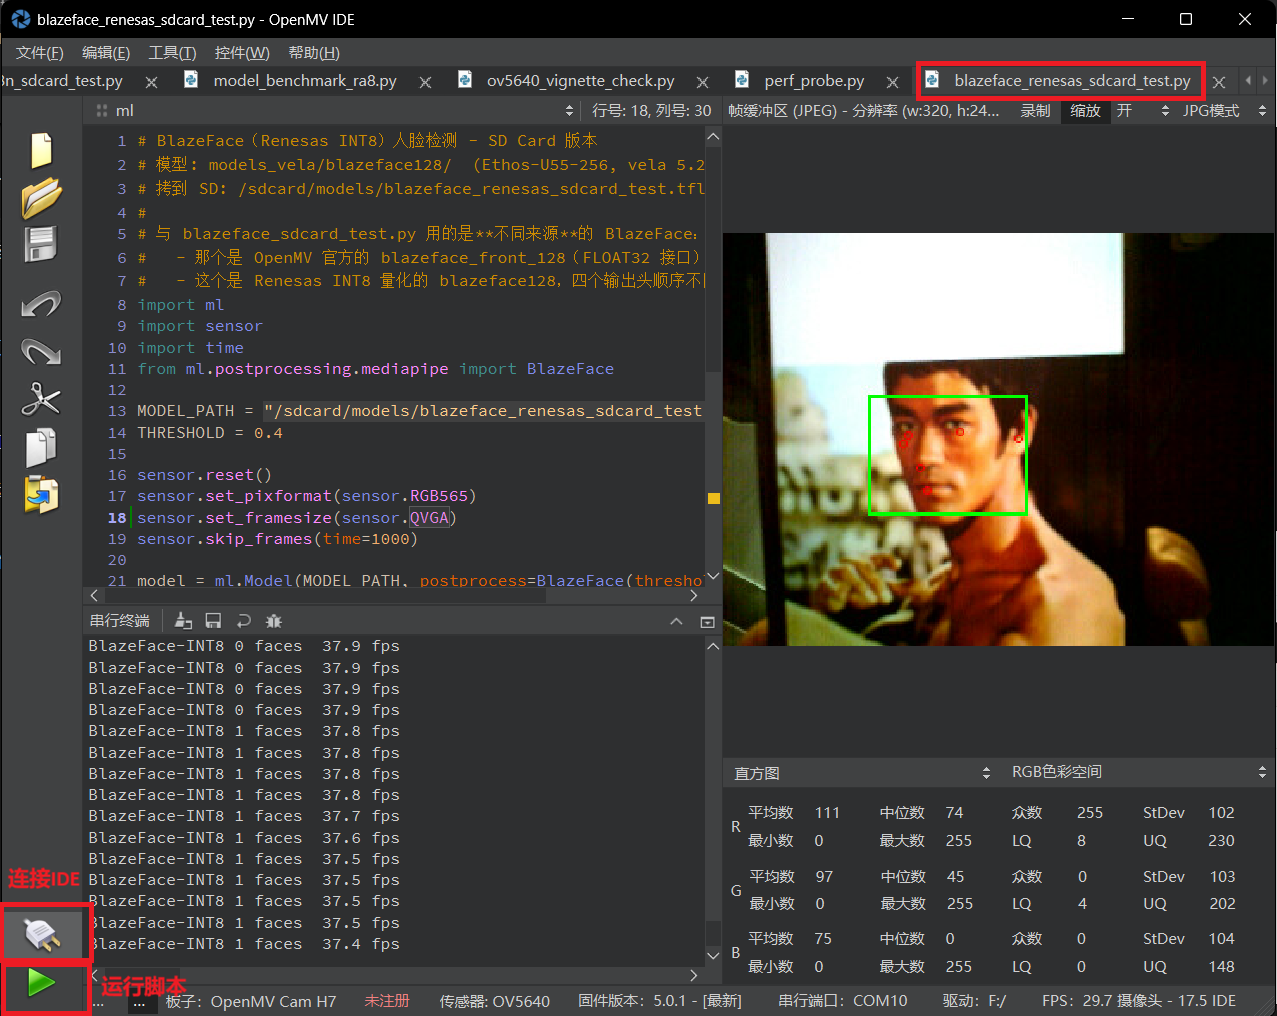 blazeface_renesas_sdcard_test.py - OpenMV IDE
文件(F) 编辑(E) 工具(T) 控件(W) 帮助(H)
3n_sdcard_test.py model_benchmark_ra8.py ov5640_vignette_check.py perf_probe.py blazeface_renesas_sdcard_test.py
ml 行号: 18, 列号: 30 帧缓冲区 (JPEG) - 分辨率 (w:320, h:24... 录制 缩放 开 JPG模式
1 # BlazeFace（Renesas INT8）人脸检测 - SD Card 版本
2 # 模型: models_vela/blazeface128/ (Ethos-U55-256, vela 5.2
3 # 拷到 SD: /sdcard/models/blazeface_renesas_sdcard_test.tfl
4 #
5 # 与 blazeface_sdcard_test.py 用的是**不同来源**的 BlazeFace:
6 # - 那个是 OpenMV 官方的 blazeface_front_128（FLOAT32 接口）
7 # - 这个是 Renesas INT8 量化的 blazeface128，四个输出头顺序不
8 import ml
9 import sensor
10 import time
11 from ml.postprocessing.mediapipe import BlazeFace
12
13 MODEL_PATH = "/sdcard/models/blazeface_renesas_sdcard_test
14 THRESHOLD = 0.4
15
16 sensor.reset()
17 sensor.set_pixformat(sensor.RGB565)
18 sensor.set_framesize(sensor.QVGA)
19 sensor.skip_frames(time=1000)
20
21 model = ml.Model(MODEL_PATH, postprocess=BlazeFace(thresho
串行终端
BlazeFace-INT8 0 faces 37.9 fps
BlazeFace-INT8 0 faces 37.9 fps
BlazeFace-INT8 0 faces 37.9 fps
BlazeFace-INT8 0 faces 37.9 fps
BlazeFace-INT8 1 faces 37.8 fps
BlazeFace-INT8 1 faces 37.8 fps
BlazeFace-INT8 1 faces 37.8 fps
BlazeFace-INT8 1 faces 37.8 fps
BlazeFace-INT8 1 faces 37.7 fps
BlazeFace-INT8 1 faces 37.6 fps
BlazeFace-INT8 1 faces 37.5 fps
BlazeFace-INT8 1 faces 37.5 fps
BlazeFace-INT8 1 faces 37.5 fps
BlazeFace-INT8 1 faces 37.5 fps
BlazeFace-INT8 1 faces 37.4 fps
连接IDE
运行脚本
直方图 RGB色彩空间
R 平均数 111 中位数 74 众数 255 StDev 102
最小数 0 最大数 255 LQ 8 UQ 230
G 平均数 97 中位数 45 众数 0 StDev 103
最小数 0 最大数 255 LQ 4 UQ 202
B 平均数 75 中位数 0 众数 0 StDev 104
最小数 0 最大数 255 LQ 0 UQ 148
... ... 板子: OpenMV Cam H7 未注册 传感器: OV5640 固件版本: 5.0.1 - [最新] 串行端口: COM10 驱动: F:/ FPS: 29.7 摄像头 - 17.5 IDE